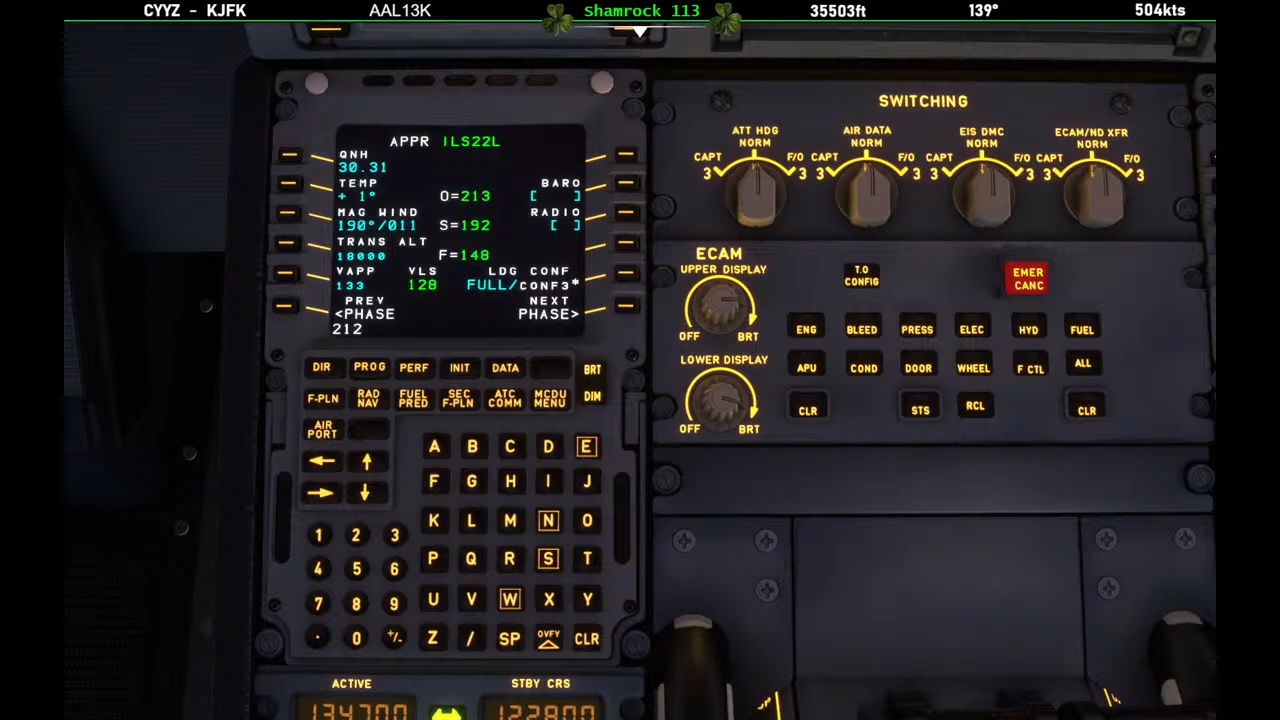 CYYZ - KJFK AAL13K Shamrock 113 35503ft 139° 504kts
APPR ILS22L
QNH
30.31
TEMP BARO
+ 1° O=213 [ ]
MAG WIND RADIO
190°/011 S=192 [ ]
TRANS ALT
18000 F=148
VAPP VLS LDG CONF
133 128 FULL/CONF3*
PREV NEXT
<PHASE PHASE>
212
DIR PROG PERF INIT DATA BRT
F-PLN RAD NAV FUEL PRED SEC F-PLN ATC COMM MCDU MENU DIM
AIR PORT
← ↑
→ ↓
A B C D E
F G H I J
K L M N O
P Q R S T
U V W X Y
Z / SP OVFY CLR
1 2 3
4 5 6
7 8 9
. 0 +/-
ACTIVE STBY CRS
134700 122800
SWITCHING
ATT HDG AIR DATA EIS DMC ECAM/ND XFR
NORM NORM NORM NORM
CAPT F/O CAPT F/O CAPT F/O CAPT F/O
3 3 3 3 3 3 3 3
ECAM
UPPER DISPLAY
OFF BRT
LOWER DISPLAY
OFF BRT
T.O CONFIG
EMER CANC
ENG BLEED PRESS ELEC HYD FUEL
APU COND DOOR WHEEL F CTL ALL
CLR STS RCL CLR